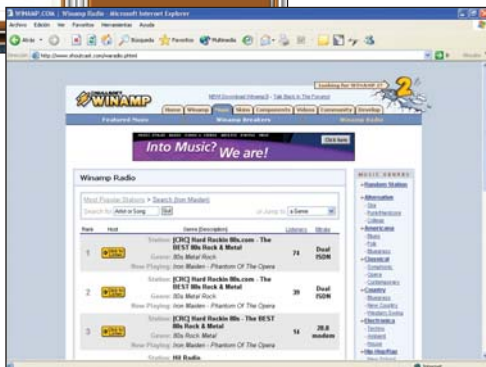 WINAMP.COM | Winamp Radio - Microsoft Internet Explorer
Archivo Edición Ver Favoritos Herramientas Ayuda
Atrás Búsqueda Favoritos Multimedia
http://www.shoutcast.com/waradio.phtml
Looking for WINAMP 2?
NULLSOFT
WINAMP
NEW! Download Winamp3 - Talk Back In The Forums!
Home Winamp Music Skins Components Videos Community Develop
Featured Music Winamp Breakers Winamp Radio
Into Music? We are!
Click here
Winamp Radio
Most Popular Stations > Search (Iron Maiden)
Search for Artist or Song Go! or Jump to a Genre
Rank Host Genre (Description) Listeners Bitrate
1 Station: [CRC] Hard Rockin 80s.com - The BEST 80s Rock & Metal
Genre: 80s Metal Rock
Now Playing: Iron Maiden - Phantom Of The Opera
74 Dual ISDN
2 Station: [CRC] Hard Rockin 80s.com - The BEST 80s Rock & Metal
Genre: 80s Metal Rock
Now Playing: Iron Maiden - Phantom Of The Opera
39 Dual ISDN
3 Station: [CRC] Hard Rockin 80s - The BEST 80s Rock & Metal
Genre: 80s Rock Metal
Now Playing: Iron Maiden - Phantom Of The Opera
14 28.8 modem
Station: Hit Radio
MUSIC GENRES
Random Station
Alternative
Ska
Punk/Hardcore
College
Americana
Blues
Folk
Bluegrass
Classical
Symphonic
Opera
Contemporary
Country
Bluegrass
New Country
Western Swing
Electronica
Techno
Ambient
House
Hip-Hop/Rap
Internet